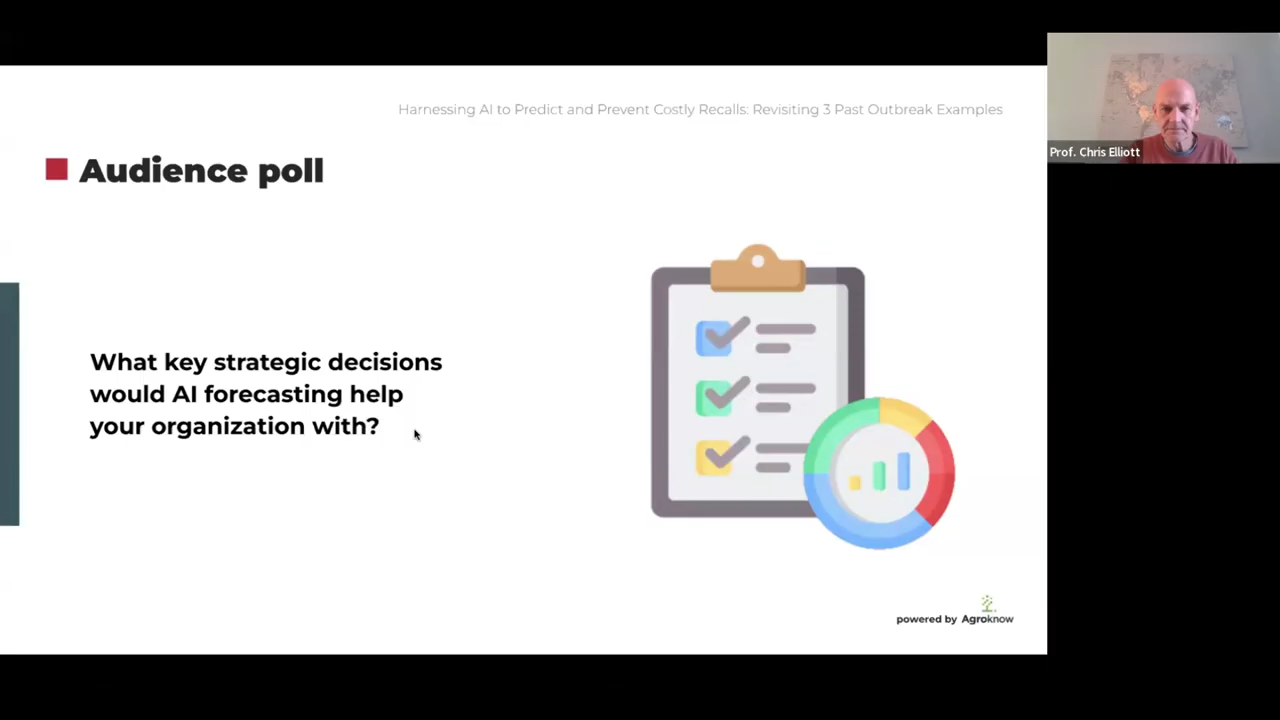 Harnessing AI to Predict and Prevent Costly Recalls: Revisiting 3 Past Outbreak Examples
Prof. Chris Elliott
Audience poll
What key strategic decisions
would AI forecasting help
your organization with?
powered by Agroknow